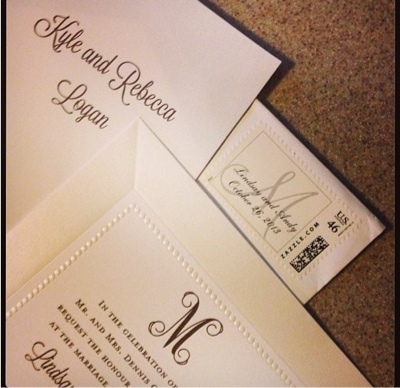 Kyle and Rebecca
Logan
M
Lindsay and Andy
October 26, 2013
ZAZZLE.COM
U.S.
46
M
IN THE CELEBRATION OF
MR. AND MRS. DENNIS C
REQUEST THE HONOUR
AT THE MARRIAGE
Lindsa